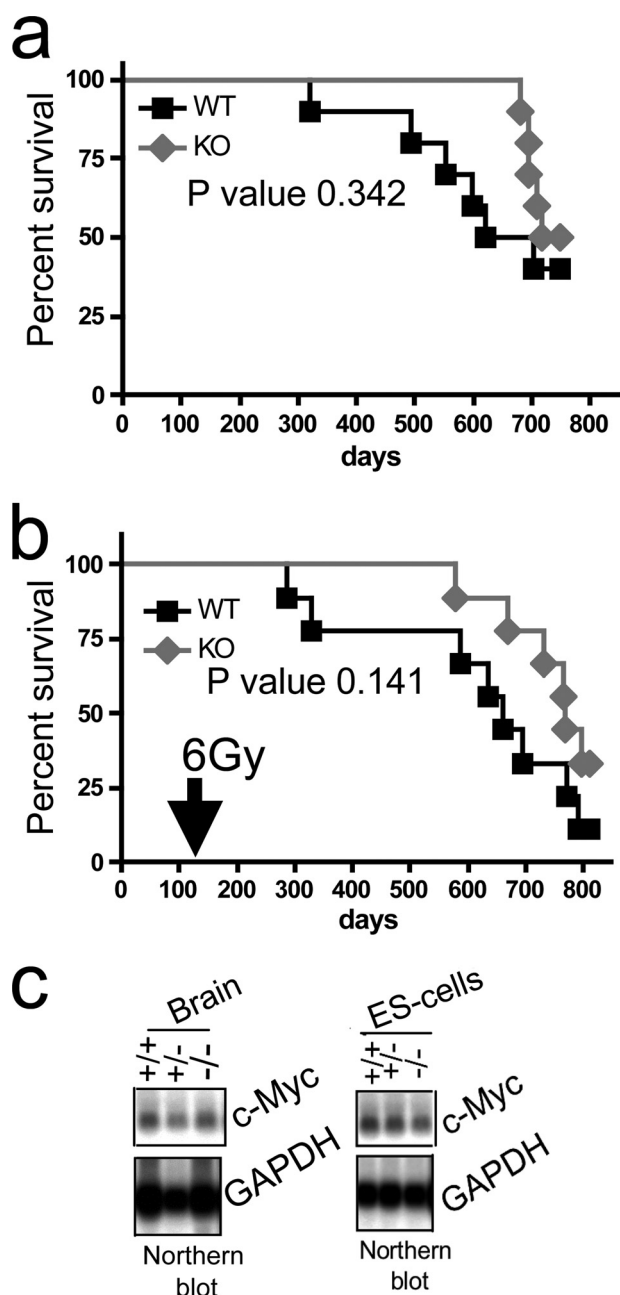 a
Percent survival
100
75
50
25
0
WT
KO
P value 0.342
0 100 200 300 400 500 600 700 800
days
b
Percent survival
100
75
50
25
0
WT
KO
P value 0.141
6Gy
0 100 200 300 400 500 600 700 800
days
c
Brain
+/+ +/- -/-
c-Myc
GAPDH
Northern
blot
ES-cells
+/+ +/- -/-
c-Myc
GAPDH
Northern
blot